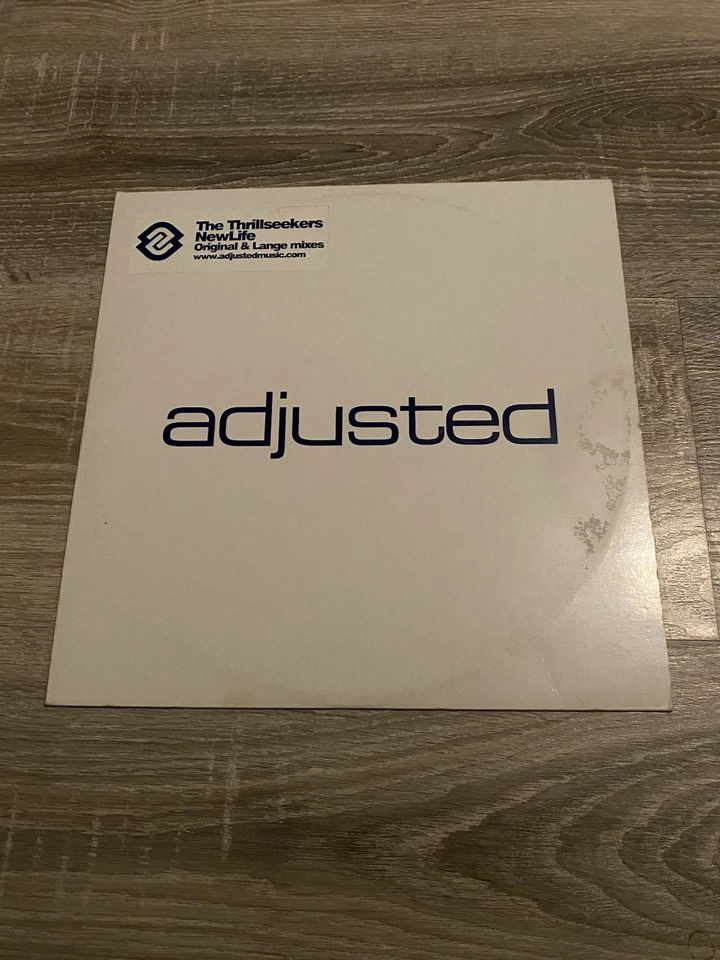 The Thrillseekers
NewLife
Original & Lange mixes
www.adjustedmusic.com
adjusted